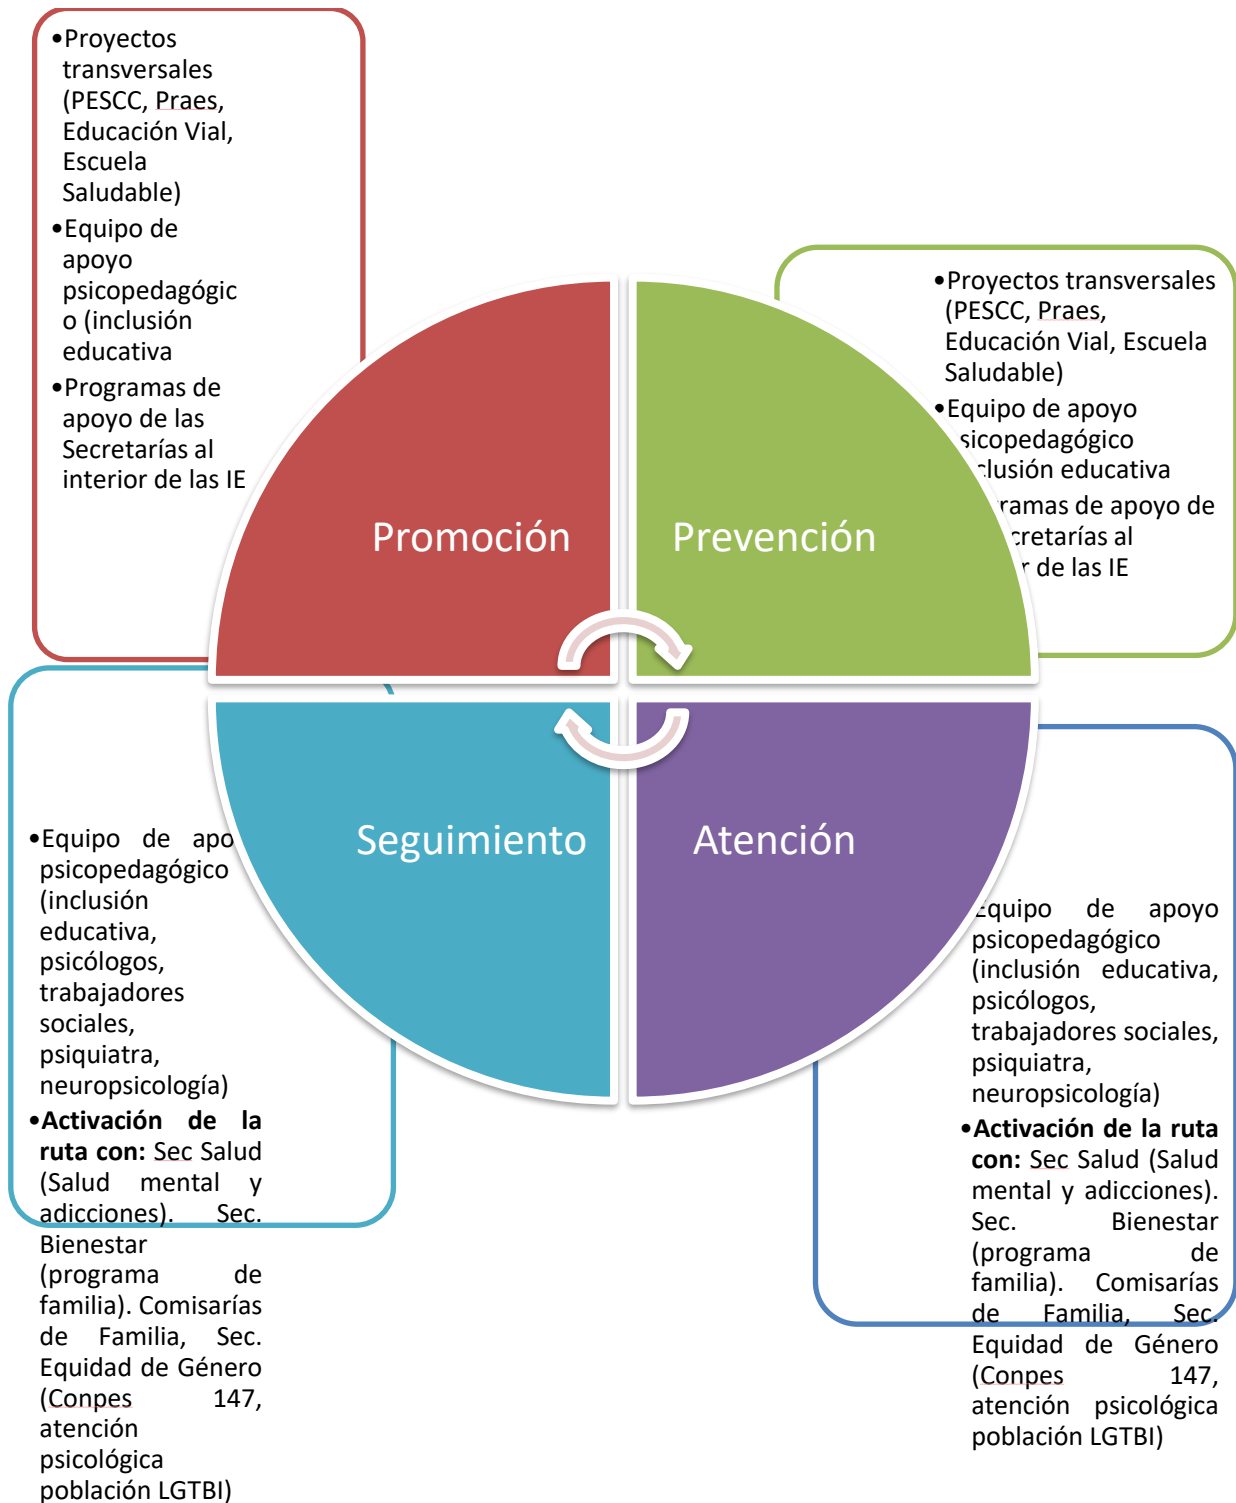 •Proyectos
transversales
(PESCC, Praes,
Educación Vial,
Escuela
Saludable)
•Equipo de
apoyo
psicopedagógic
o (inclusión
educativa
•Programas de
apoyo de las
Secretarías al
interior de las IE
•Proyectos transversales
(PESCC, Praes,
Educación Vial, Escuela
Saludable)
•Equipo de apoyo
sicopedagógico
clusión educativa
ramas de apoyo de
cretarías al
r de las IE
Promoción
Prevención
Seguimiento
Atención
•Equipo de apo
psicopedagógico
(inclusión
educativa,
psicólogos,
trabajadores
sociales,
psiquiatra,
neuropsicología)
•Activación de la
ruta con: Sec Salud
(Salud mental y
adicciones). Sec.
Bienestar
(programa de
familia). Comisarías
de Familia, Sec.
Equidad de Género
(Conpes 147,
atención
psicológica
población LGTBI)
Equipo de apoyo
psicopedagógico
(inclusión educativa,
psicólogos,
trabajadores sociales,
psiquiatra,
neuropsicología)
•Activación de la ruta
con: Sec Salud (Salud
mental y adicciones).
Sec. Bienestar
(programa de
familia). Comisarías
de Familia, Sec.
Equidad de Género
(Conpes 147,
atención psicológica
población LGTBI)